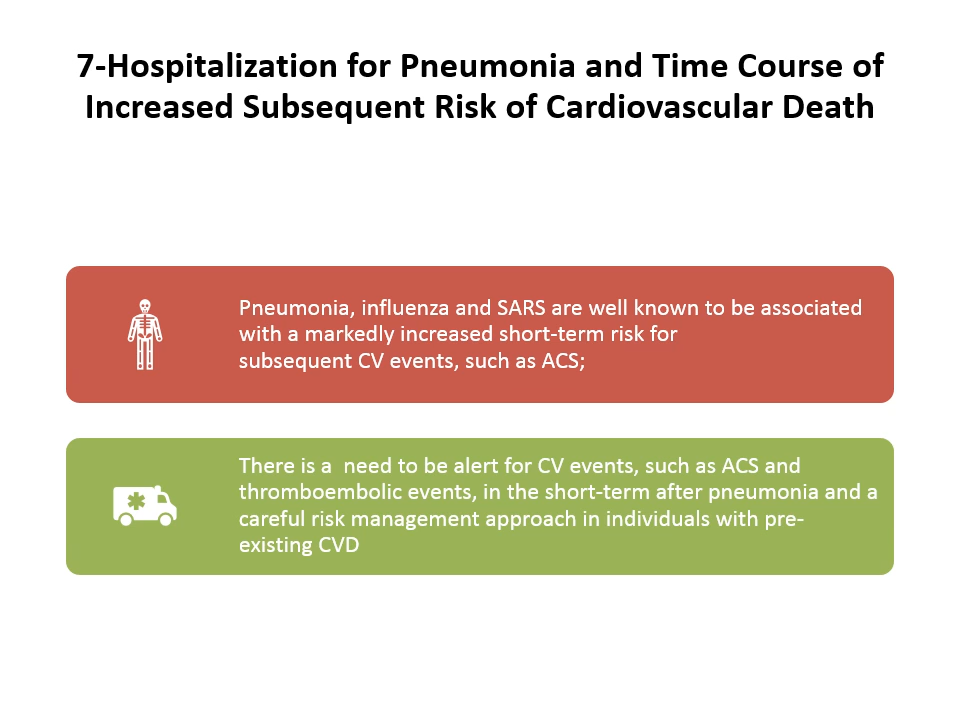 7-Hospitalization for Pneumonia and Time Course of
Increased Subsequent Risk of Cardiovascular Death
Pneumonia, influenza and SARS are well known to be associated
with a markedly increased short-term risk for
subsequent CV events, such as ACS;
There is a  need to be alert for CV events, such as ACS and
thromboembolic events, in the short-term after pneumonia and a
careful risk management approach in individuals with pre-
existing CVD